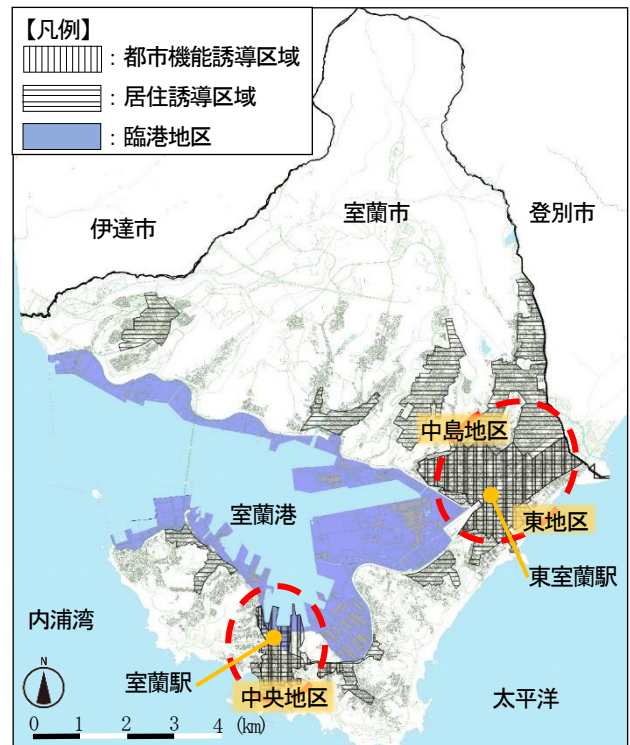 【凡例】
：都市機能誘導区域
：居住誘導区域
：臨港地区
伊達市
室蘭市
登別市
中島地区
室蘭港
東地区
東室蘭駅
内浦湾
室蘭駅
中央地区
太平洋
N
0 1 2 3 4 (km)